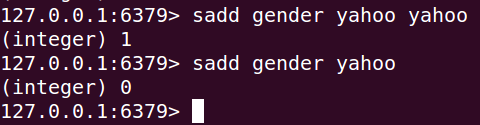 127.0.0.1:6379> sadd gender yahoo yahoo
(integer) 1
127.0.0.1:6379> sadd gender yahoo
(integer) 0
127.0.0.1:6379>